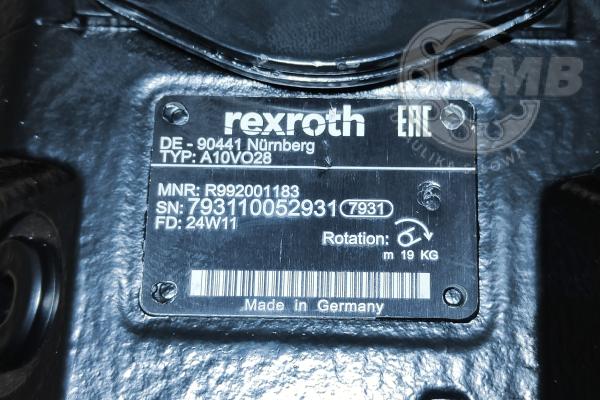 SMB
rexroth EAC
DE - 90441 Nürnberg
TYP: A10VO28
MNR: R992001183
SN: 793110052931 7931
FD: 24W11
Rotation:
m 19 KG
Made in Germany